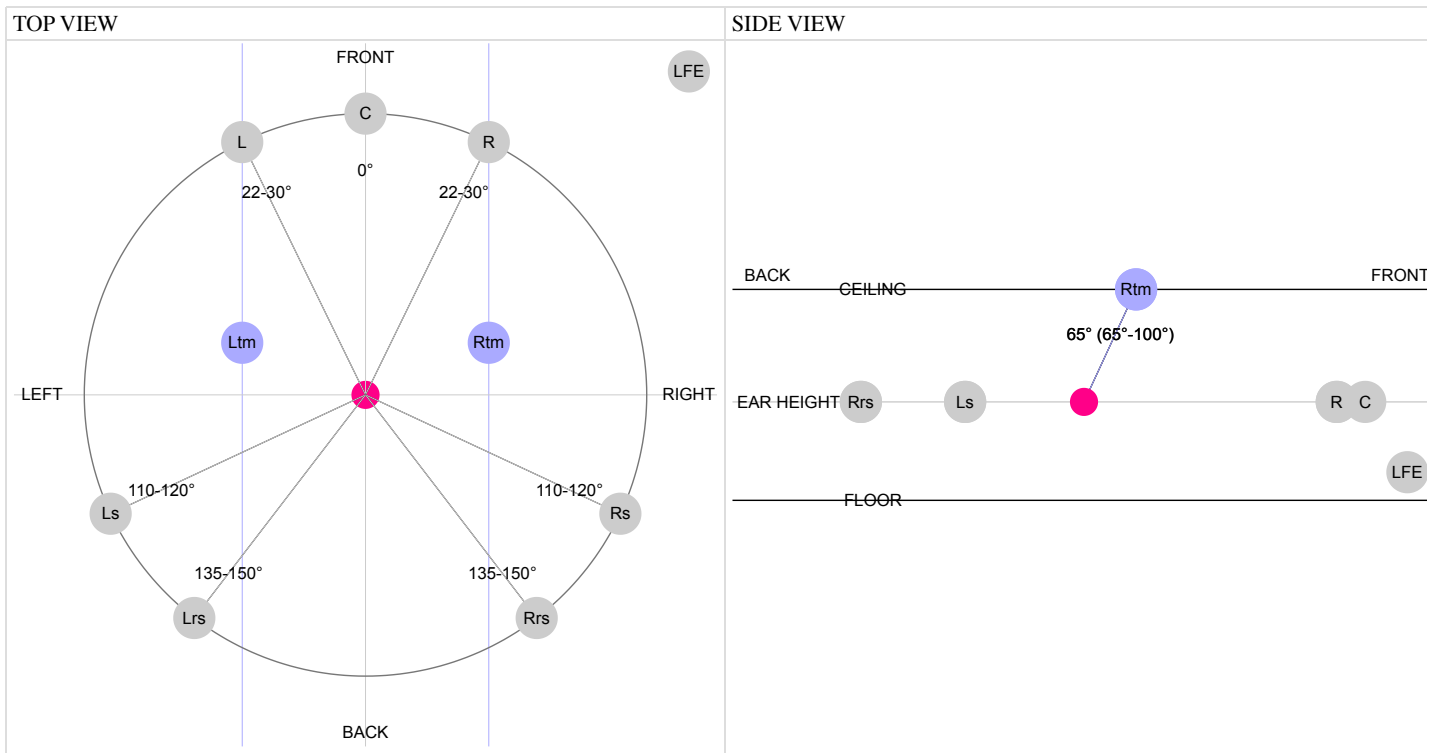 TOP VIEW
FRONT
LFE
C
L
R
0°
22-30°
22-30°
Ltm
Rtm
LEFT
RIGHT
110-120°
110-120°
Ls
Rs
135-150°
135-150°
Lrs
Rrs
BACK
SIDE VIEW
BACK
FRONT
CEILING
Rtm
65° (65°-100°)
EAR HEIGHT
Rrs
Ls
R
C
LFE
FLOOR